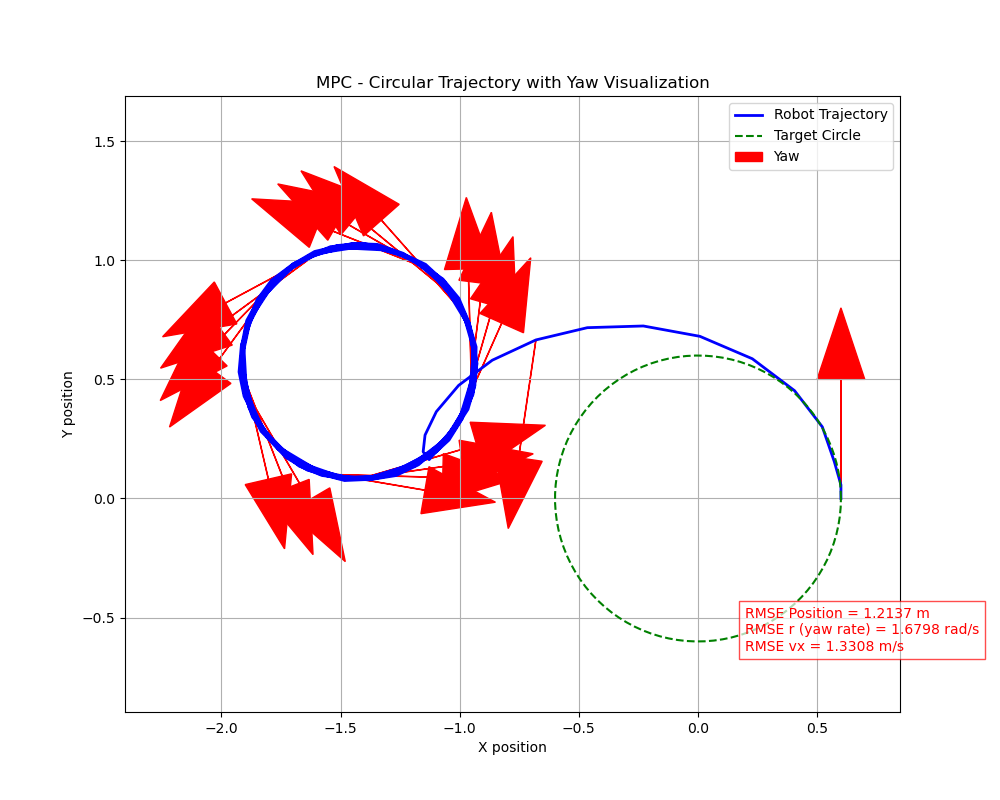 MPC - Circular Trajectory with Yaw Visualization
Robot Trajectory
Target Circle
Yaw
1.5
1.0
0.5
0.0
−0.5
Y position
RMSE Position = 1.2137 m
RMSE r (yaw rate) = 1.6798 rad/s
RMSE vx = 1.3308 m/s
−2.0 −1.5 −1.0 −0.5 0.0 0.5
X position